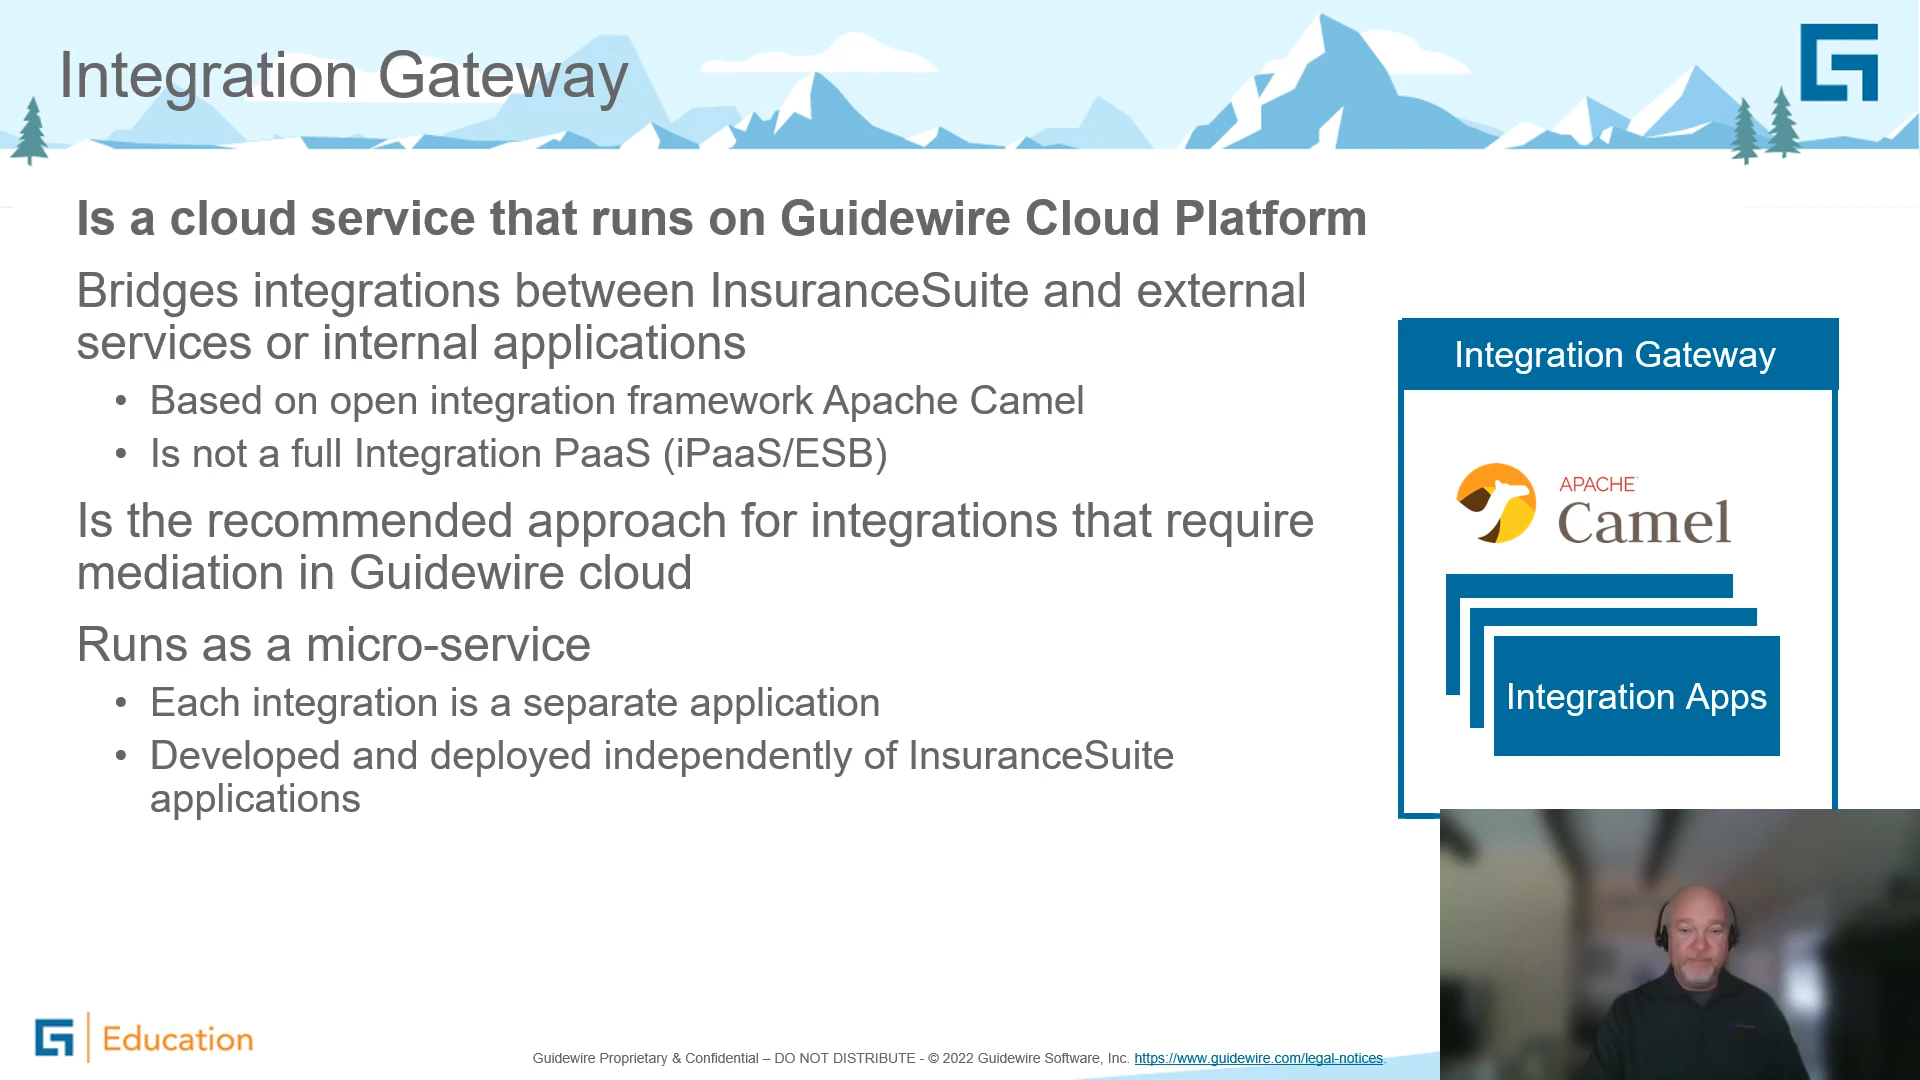 Integration Gateway
Is a cloud service that runs on Guidewire Cloud Platform
Bridges integrations between InsuranceSuite and external
services or internal applications
• Based on open integration framework Apache Camel
• Is not a full Integration PaaS (iPaaS/ESB)
Is the recommended approach for integrations that require
mediation in Guidewire cloud
Runs as a micro-service
• Each integration is a separate application
• Developed and deployed independently of InsuranceSuite
applications
Integration Gateway
APACHE
Camel
Integration Apps
Education
Guidewire Proprietary & Confidential – DO NOT DISTRIBUTE - © 2022 Guidewire Software, Inc. https://www.guidewire.com/legal-notices.